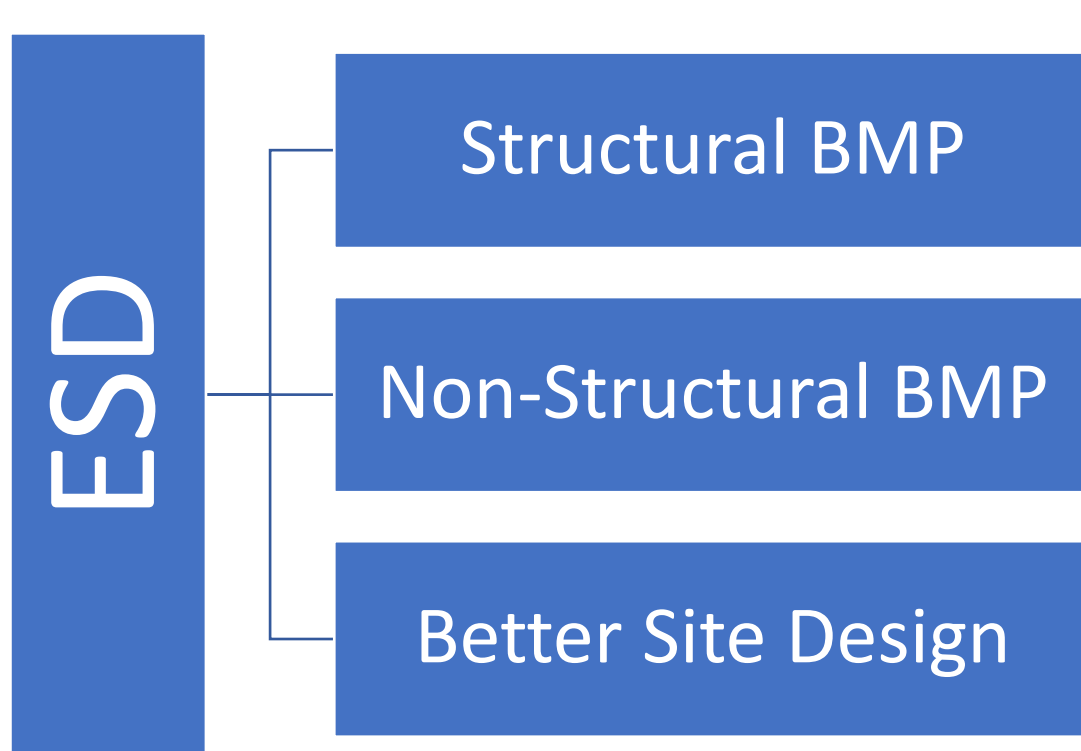 ESD
Structural BMP
Non-Structural BMP
Better Site Design